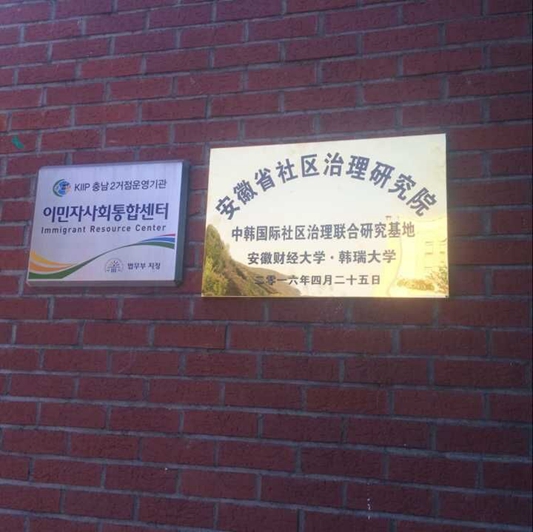 KIIP 충남 2거점운영기관
이민자사회통합센터
Immigrant Resource Center
법무부 지정
安徽省社区治理研究院
中韩国际社区治理联合研究基地
安徽财经大学·韩瑞大学
二零一六年四月二十五日